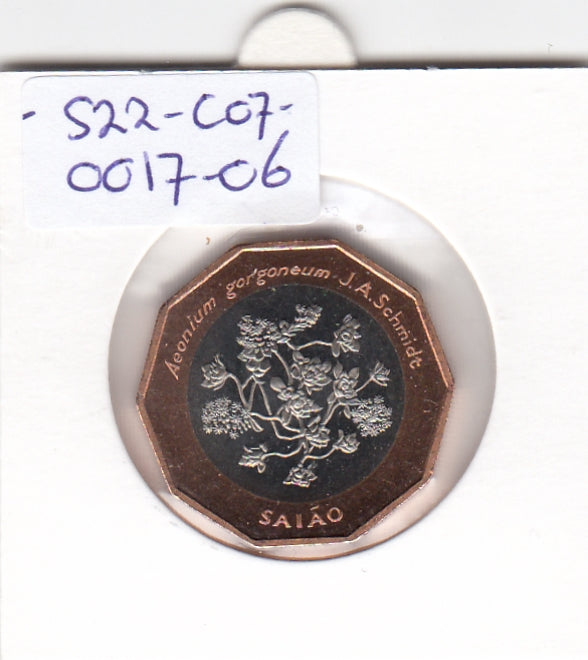 - S22-C07-
0017-06
Aeonium gorgoneum J.A.Schmidt
SAIÃO